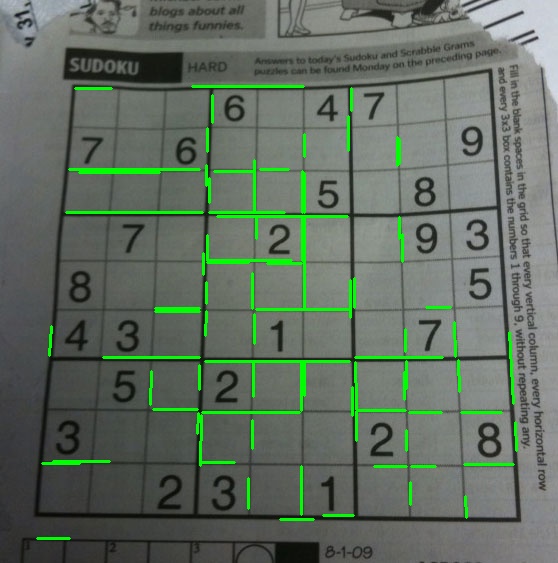 blogs about all
things funnies.
SUDOKU HARD Answers to today's Sudoku and Scrabble Grams
puzzles can be found Monday on the preceding page.
6 4 7
7 6 9
5 8
7 2 9 3
8 5
4 3 1 7
5 2
3 2 8
2 3 1
Fill in the blank spaces in the grid so that every vertical column, every horizontal row
and every 3x3 box contains the numbers 1 through 9, without repeating any.
1 2 3 8-1-09